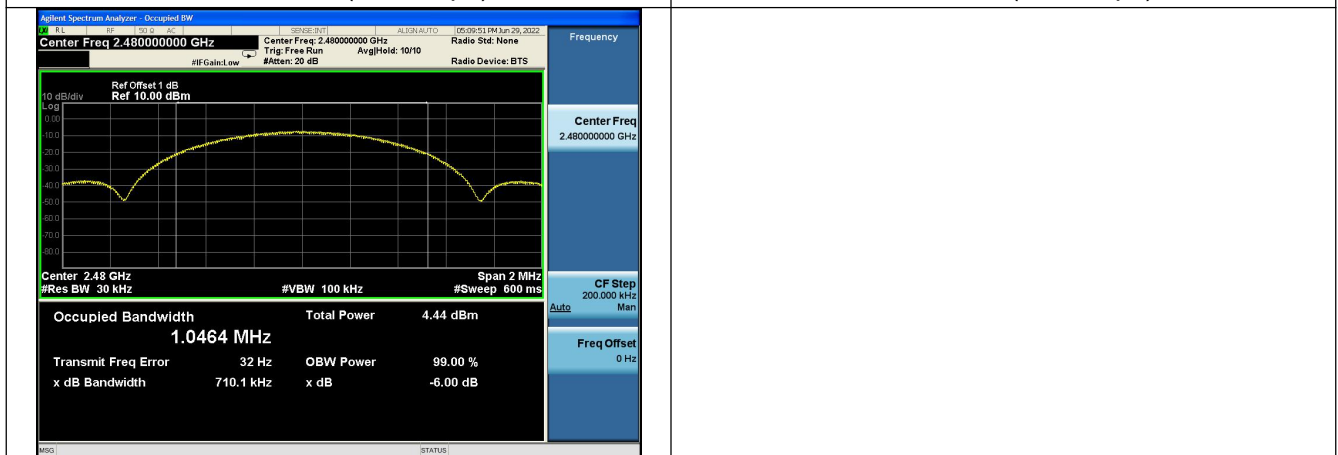 Agilent Spectrum Analyzer - Occupied BW
RL RF 50 Ω AC SENSE:INT ALIGN AUTO 05:09:51 PM Jun 29, 2022
Center Freq 2.480000000 GHz
Center Freq: 2.480000000 GHz
Radio Std: None
Trig: Free Run Avg|Hold: 10/10
#IFGain:Low #Atten: 20 dB Radio Device: BTS
Ref Offset 1 dB
10 dB/div Ref 10.00 dBm
Log
0.00
-10.0
-20.0
-30.0
-40.0
-50.0
-60.0
-70.0
-80.0
Center 2.48 GHz Span 2 MHz
#Res BW 30 kHz #VBW 100 kHz #Sweep 600 ms
Occupied Bandwidth Total Power 4.44 dBm
1.0464 MHz
Transmit Freq Error 32 Hz OBW Power 99.00 %
x dB Bandwidth 710.1 kHz x dB -6.00 dB
MSG STATUS
Frequency
Center Freq
2.480000000 GHz
CF Step
200.000 kHz
Auto Man
Freq Offset
0 Hz